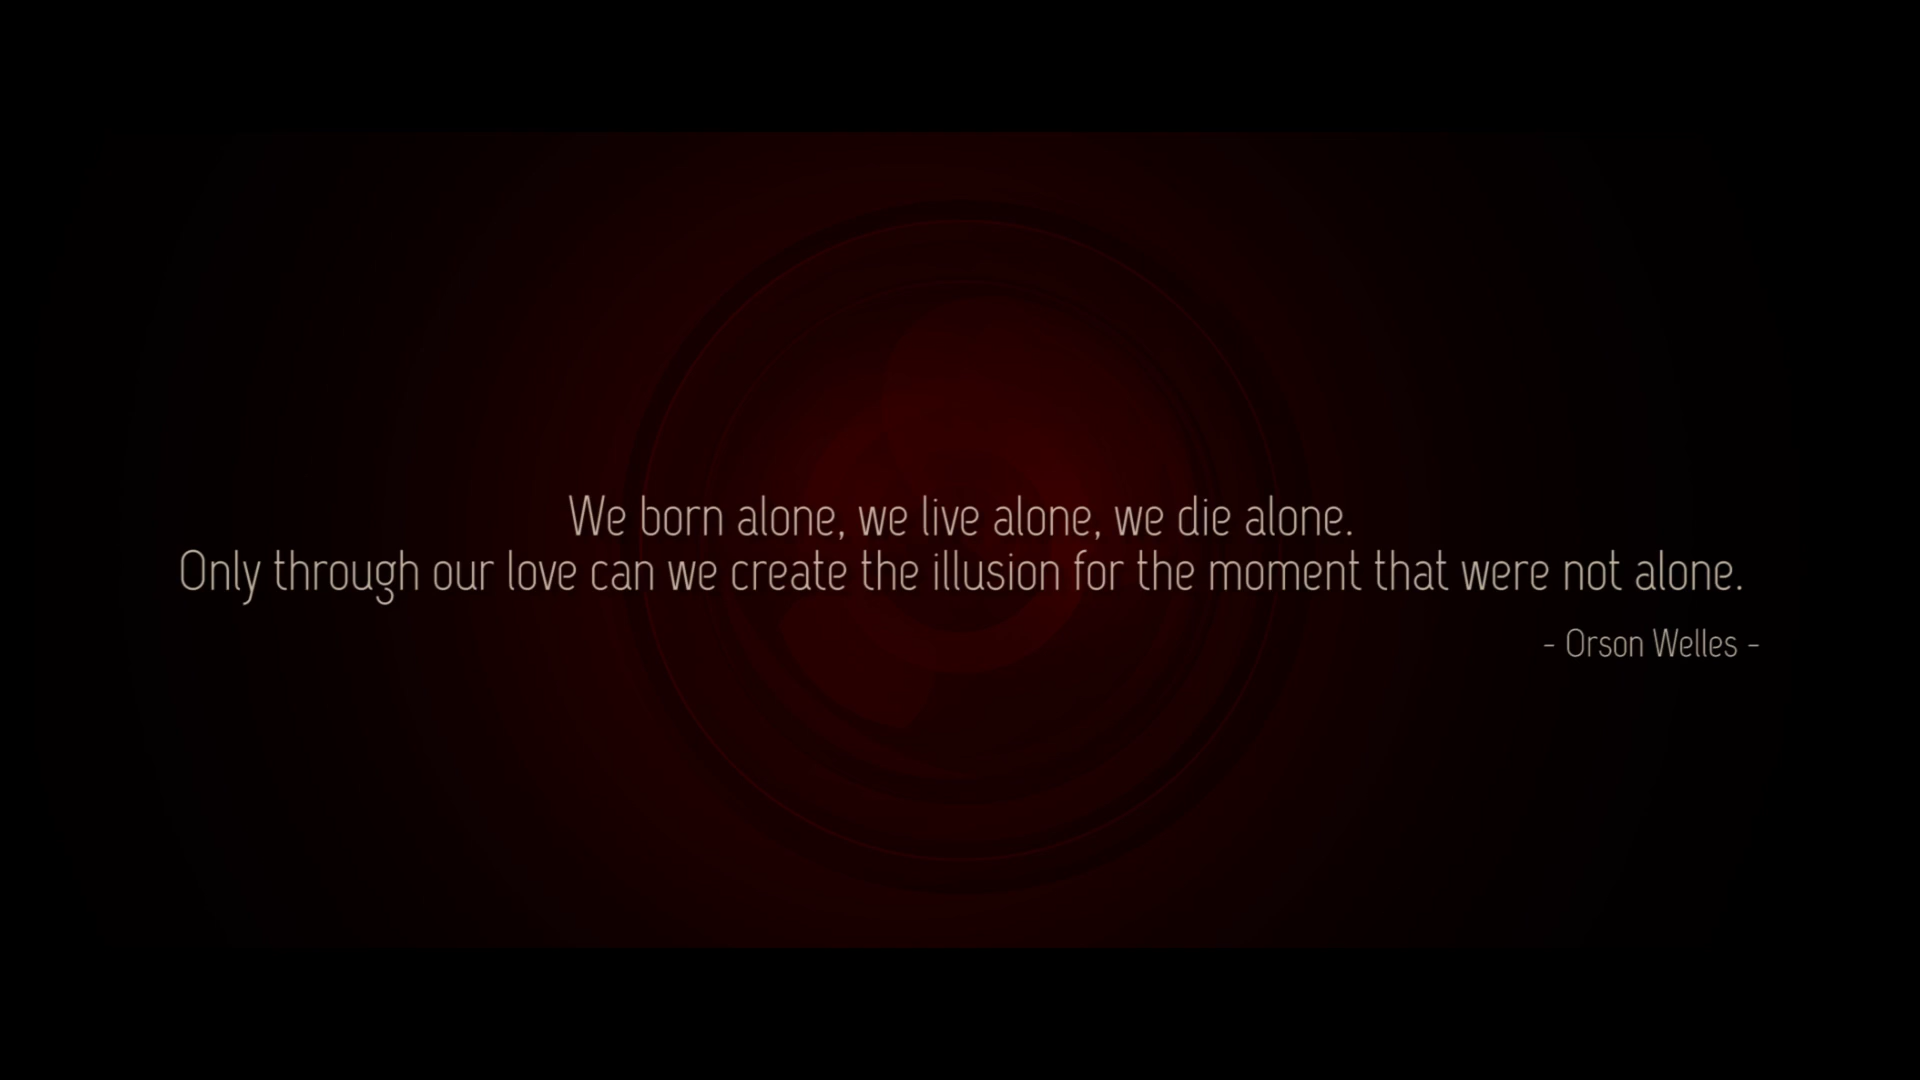 We born alone, we live alone, we die alone.
Only through our love can we create the illusion for the moment that were not alone.
- Orson Welles -